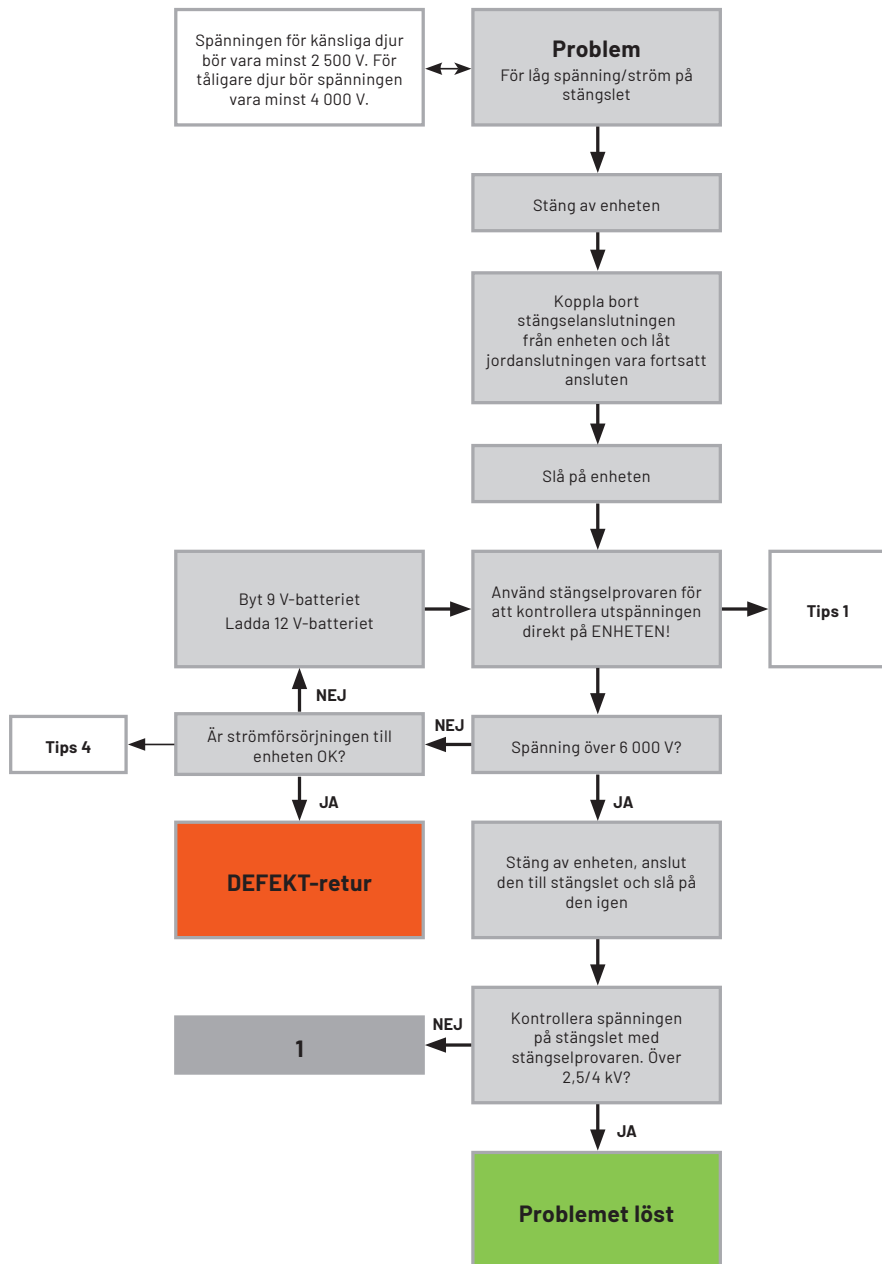 Spänningen för känsliga djur
bör vara minst 2 500 V. För
tåligare djur bör spänningen
vara minst 4 000 V.
Problem
För låg spänning/ström på
stängslet
Stäng av enheten
Koppla bort
stängselanslutningen
från enheten och låt
jordanslutningen vara fortsatt
ansluten
Slå på enheten
Byt 9 V-batteriet
Ladda 12 V-batteriet
Använd stängselprovaren för
att kontrollera utspänningen
direkt på ENHETEN!
Tips 1
NEJ
Tips 4
Är strömförsörjningen till
enheten OK?
NEJ
Spänning över 6 000 V?
JA
JA
DEFEKT-retur
Stäng av enheten, anslut
den till stängslet och slå på
den igen
1
NEJ
Kontrollera spänningen
på stängslet med
stängselprovaren. Över
2,5/4 kV?
JA
Problemet löst